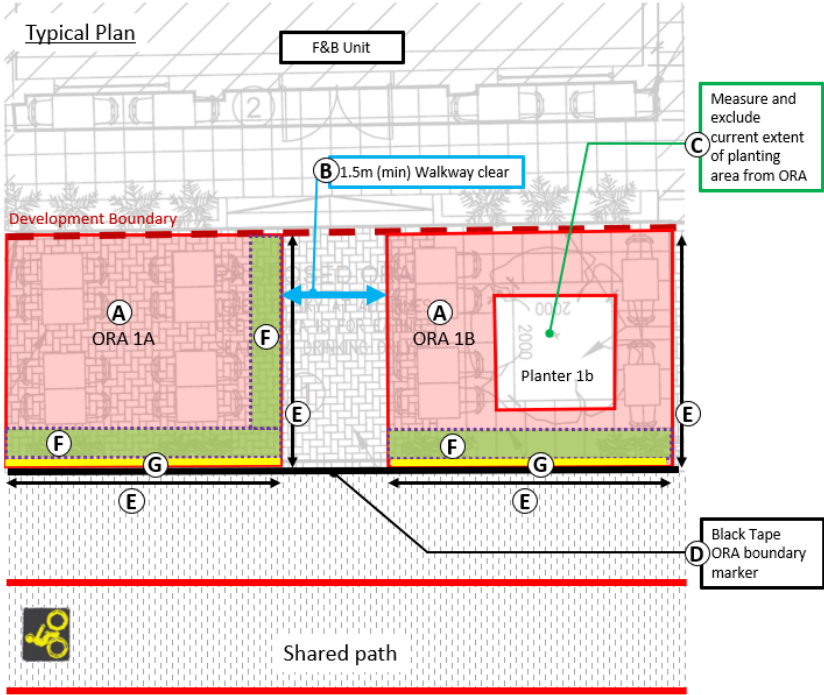 Typical Plan
F&B Unit
2
Measure and
exclude
current extent
of planting
area from ORA
C
B
1.5m (min) Walkway clear
Development Boundary
A
ORA 1A
A
ORA 1B
F
2000
2000
Planter 1b
E
E
F
F
G
G
E
E
D
Black Tape
ORA boundary
marker
Shared path